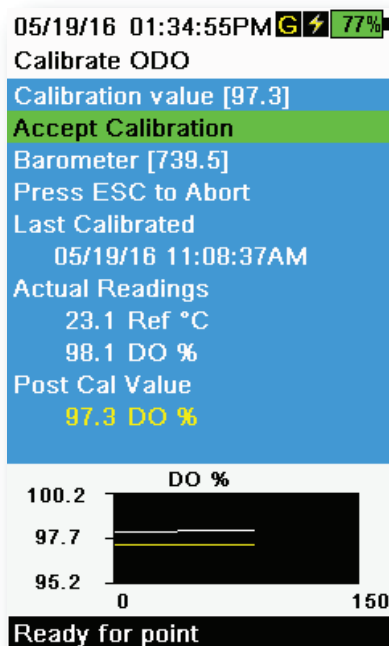 05/19/16 01:34:55PM G 77%
Calibrate ODO
Calibration value [97.3]
Accept Calibration
Barometer [739.5]
Press ESC to Abort
Last Calibrated
05/19/16 11:08:37AM
Actual Readings
23.1 Ref °C
98.1 DO %
Post Cal Value
97.3 DO %
DO %
100.2
97.7
95.2
0 150
Ready for point